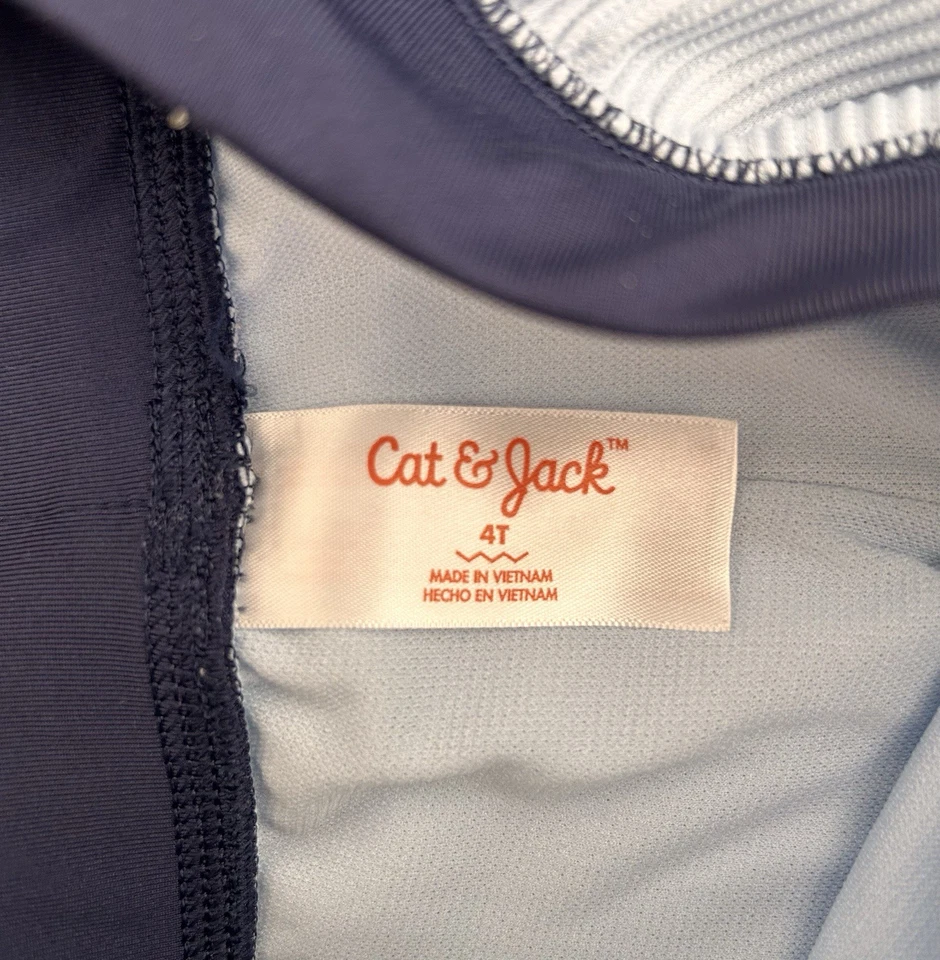 Cat & Jack™
4T
MADE IN VIETNAM
HECHO EN VIETNAM